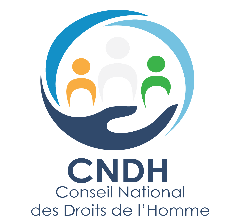 CNDH
Conseil National
des Droits de l'Homme